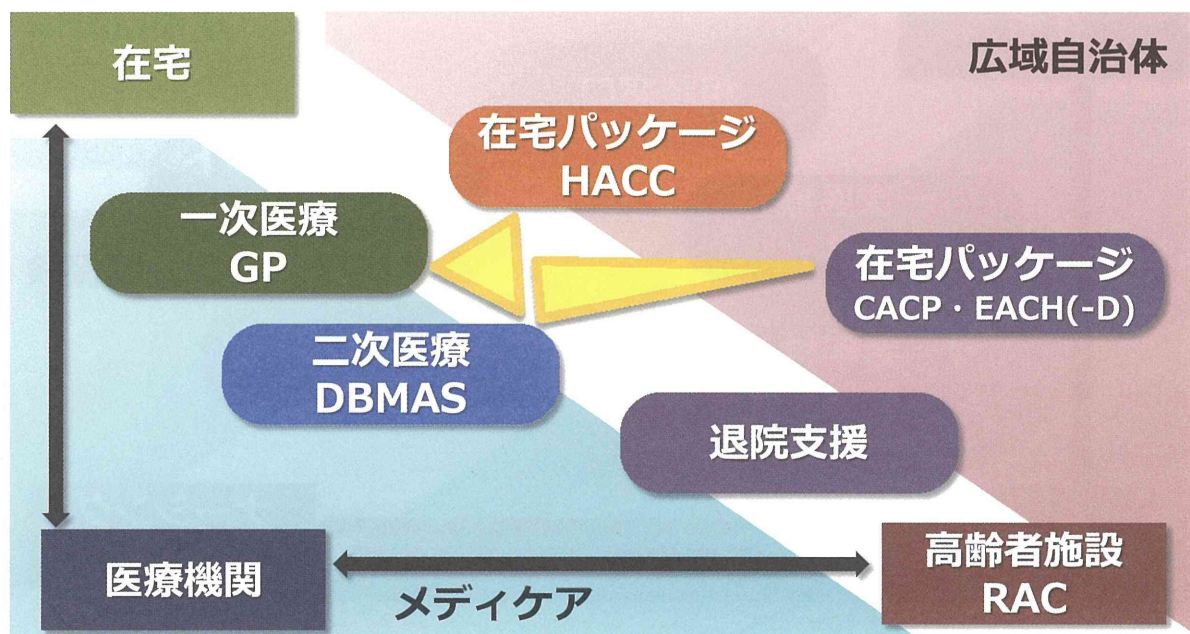 在宅
広域自治体
在宅パッケージ
HACC
一次医療
GP
在宅パッケージ
CACP・EACH(-D)
二次医療
DBMAS
退院支援
医療機関
メディケア
高齢者施設
RAC